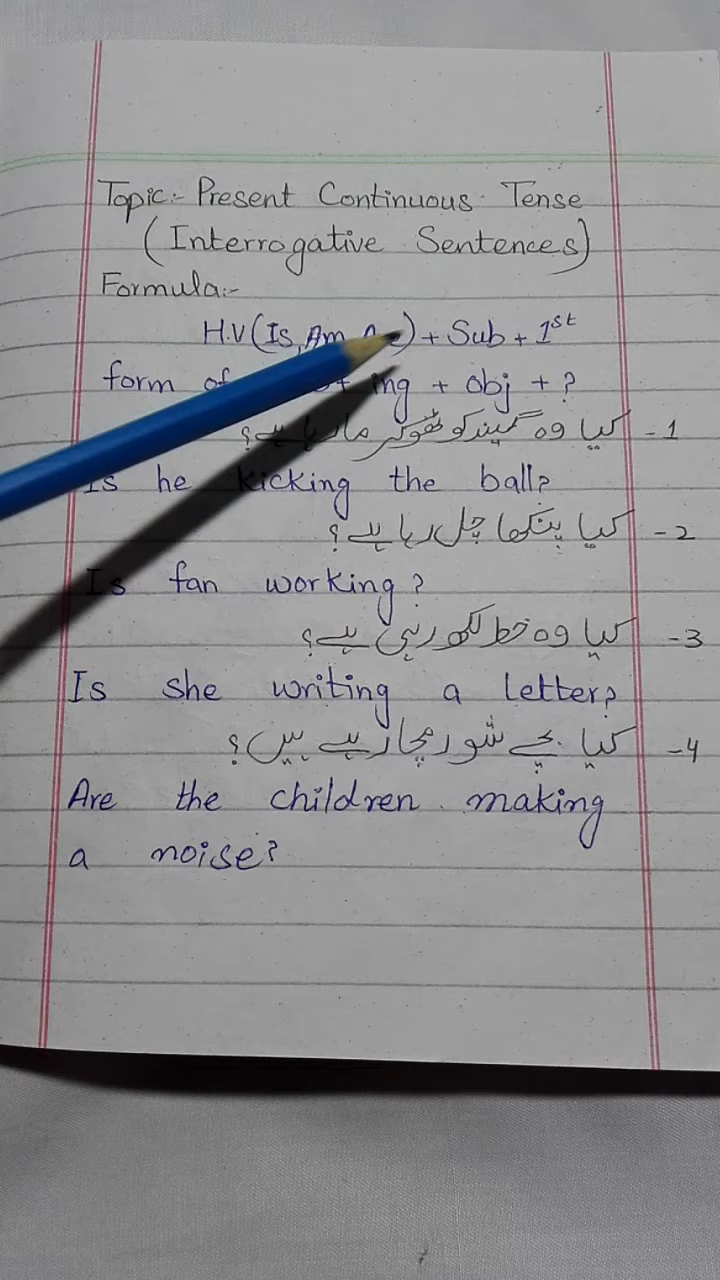 Topic:- Present Continuous Tense
(Interrogative Sentences)
Formula:-
H.V (Is, Am, ) + Sub + 1st
form of + ing + obj + ?
1- کیا وہ گیند کو ٹھوکر مار رہا ہے؟
Is he kicking the ball?
2- کیا پنکھا چل رہا ہے؟
Is fan working?
3- کیا وہ خط لکھ رہی ہے؟
Is she writing a letter?
4- کیا بچے شور مچا رہے ہیں؟
Are the children making
a noise?